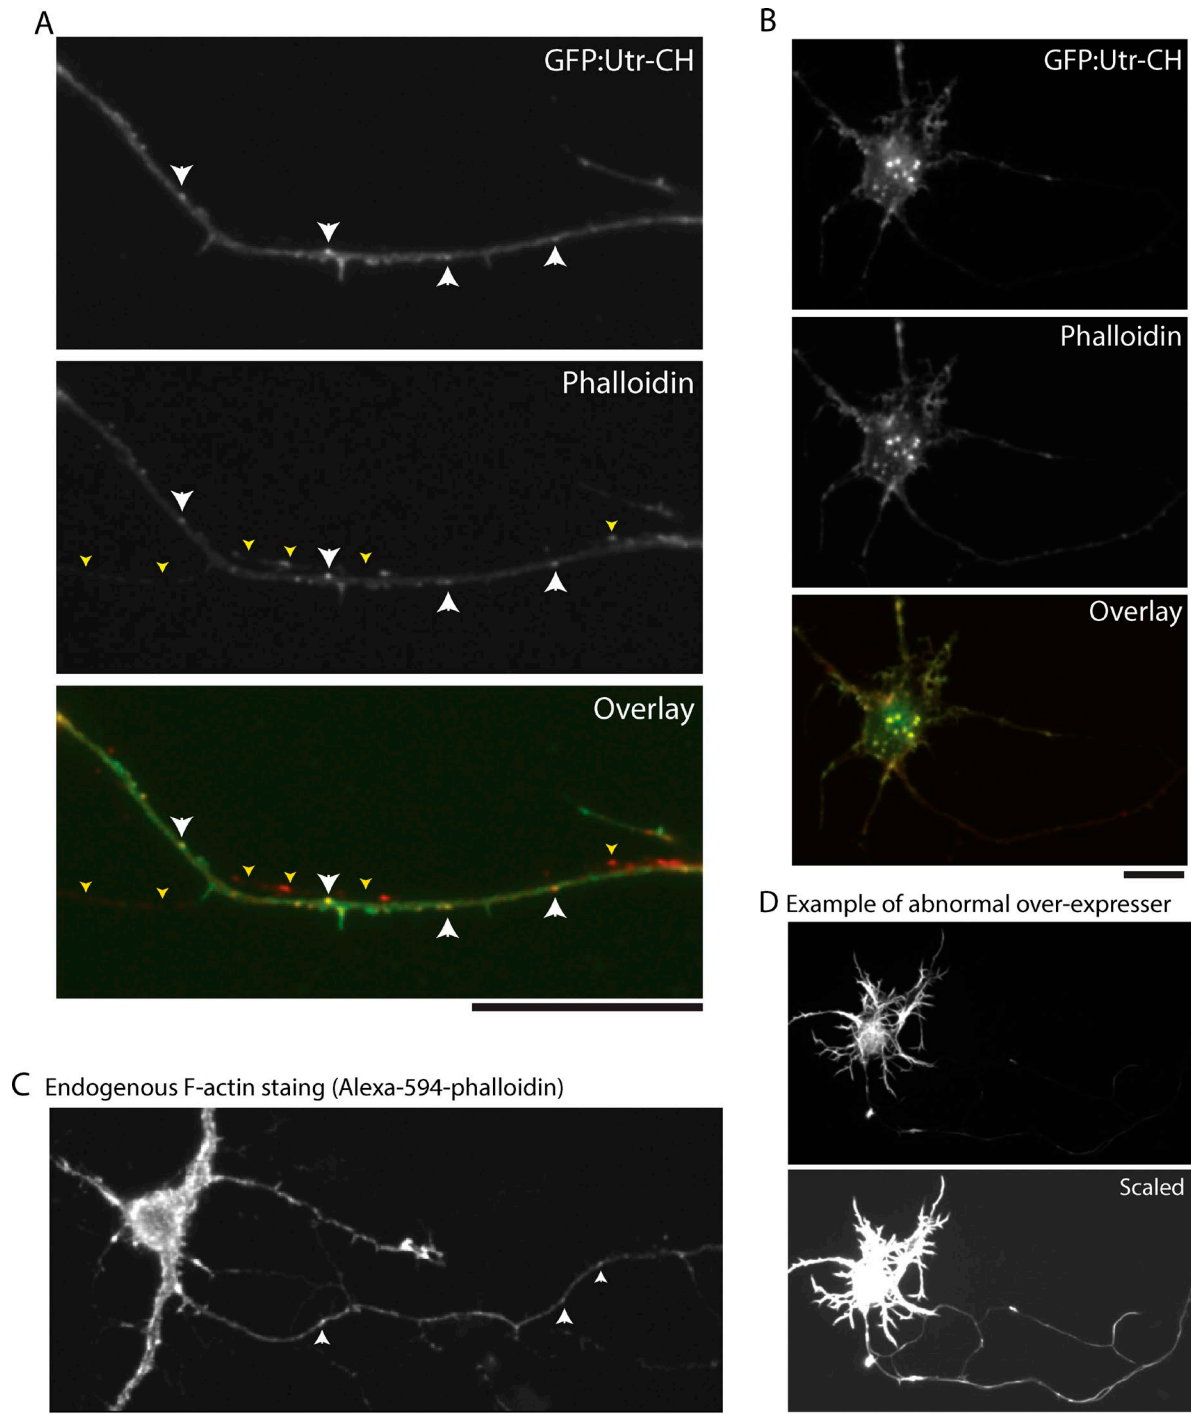 A
GFP:Utr-CH
Phalloidin
Overlay
B
GFP:Utr-CH
Phalloidin
Overlay
C Endogenous F-actin staing (Alexa-594-phalloidin)
D Example of abnormal over-expresser
Scaled